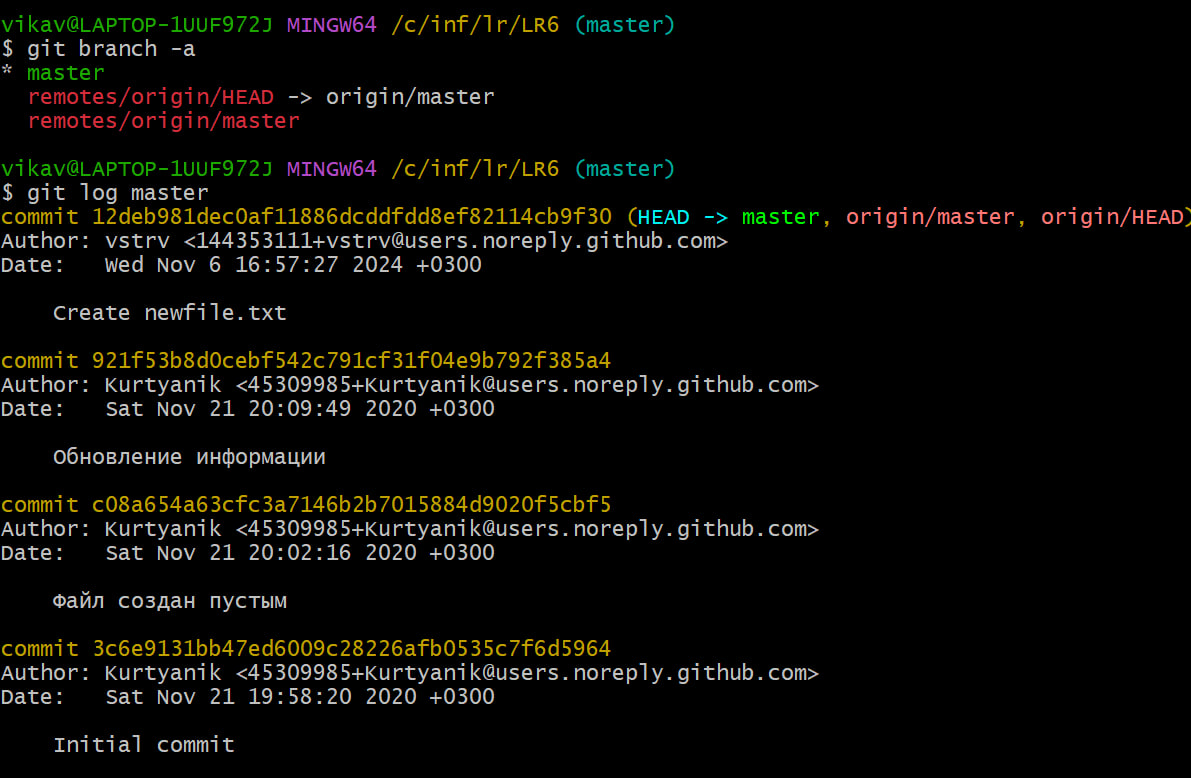 vikav@LAPTOP-1UUF972J MINGW64 /c/inf/lr/LR6 (master)
$ git branch -a
* master
  remotes/origin/HEAD -> origin/master
  remotes/origin/master

vikav@LAPTOP-1UUF972J MINGW64 /c/inf/lr/LR6 (master)
$ git log master
commit 12deb981dec0af11886dcddfdd8ef82114cb9f30 (HEAD -> master, origin/master, origin/HEAD)
Author: vstrv <144353111+vstrv@users.noreply.github.com>
Date:   Wed Nov 6 16:57:27 2024 +0300

    Create newfile.txt

commit 921f53b8d0cebf542c791cf31f04e9b792f385a4
Author: Kurtyanik <45309985+Kurtyanik@users.noreply.github.com>
Date:   Sat Nov 21 20:09:49 2020 +0300

    Обновление информации

commit c08a654a63cfc3a7146b2b7015884d9020f5cbf5
Author: Kurtyanik <45309985+Kurtyanik@users.noreply.github.com>
Date:   Sat Nov 21 20:02:16 2020 +0300

    Файл создан пустым

commit 3c6e9131bb47ed6009c28226afb0535c7f6d5964
Author: Kurtyanik <45309985+Kurtyanik@users.noreply.github.com>
Date:   Sat Nov 21 19:58:20 2020 +0300

    Initial commit